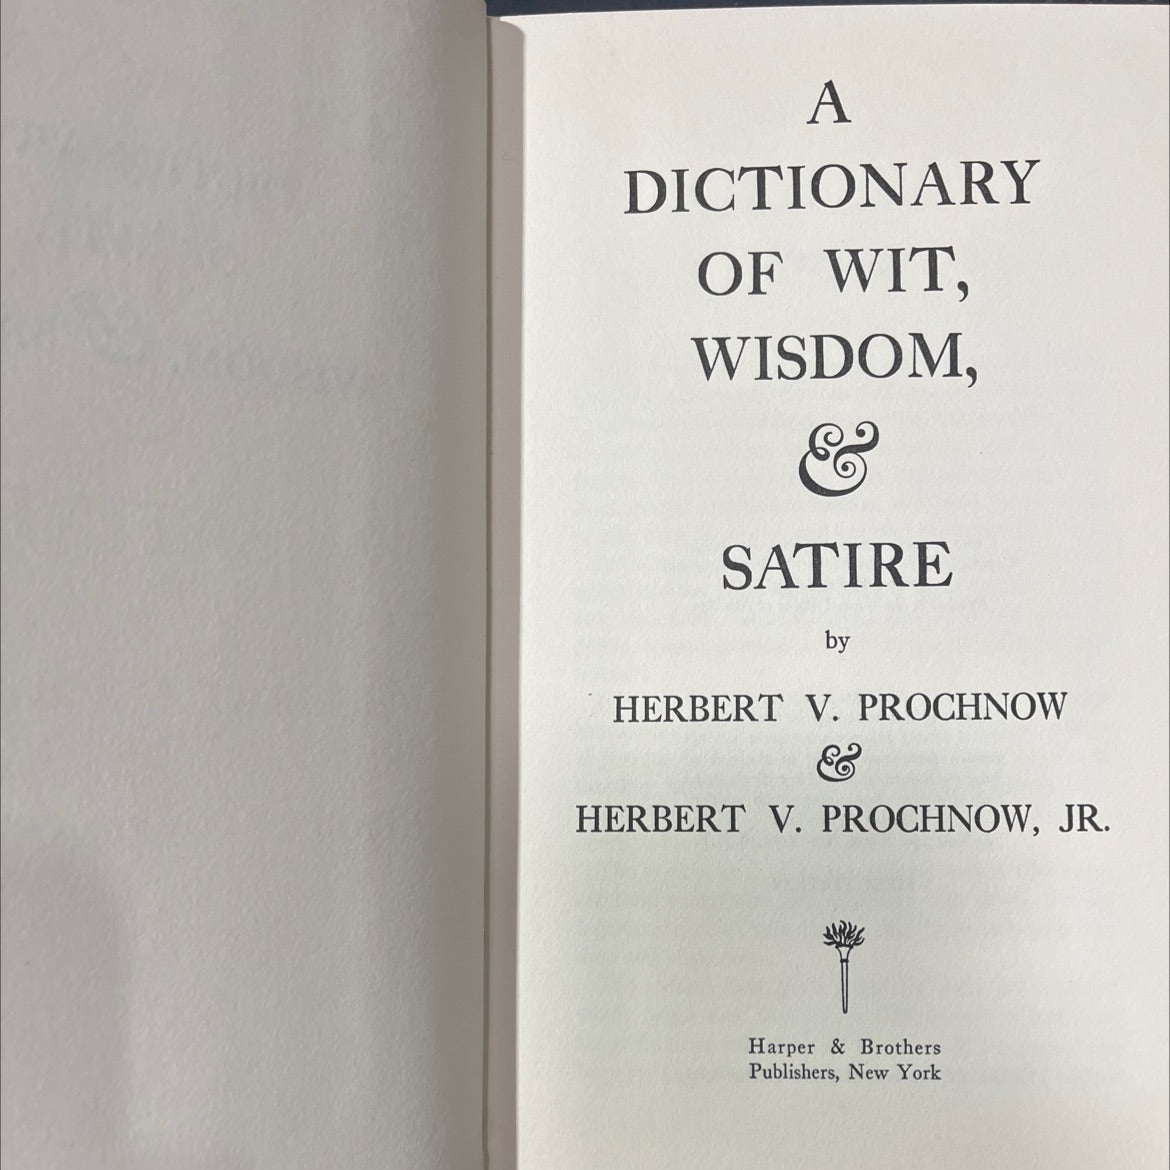 A
DICTIONARY
OF WIT,
WISDOM,
&
SATIRE
by
HERBERT V. PROCHNOW
&
HERBERT V. PROCHNOW, JR.
Harper & Brothers
Publishers, New York